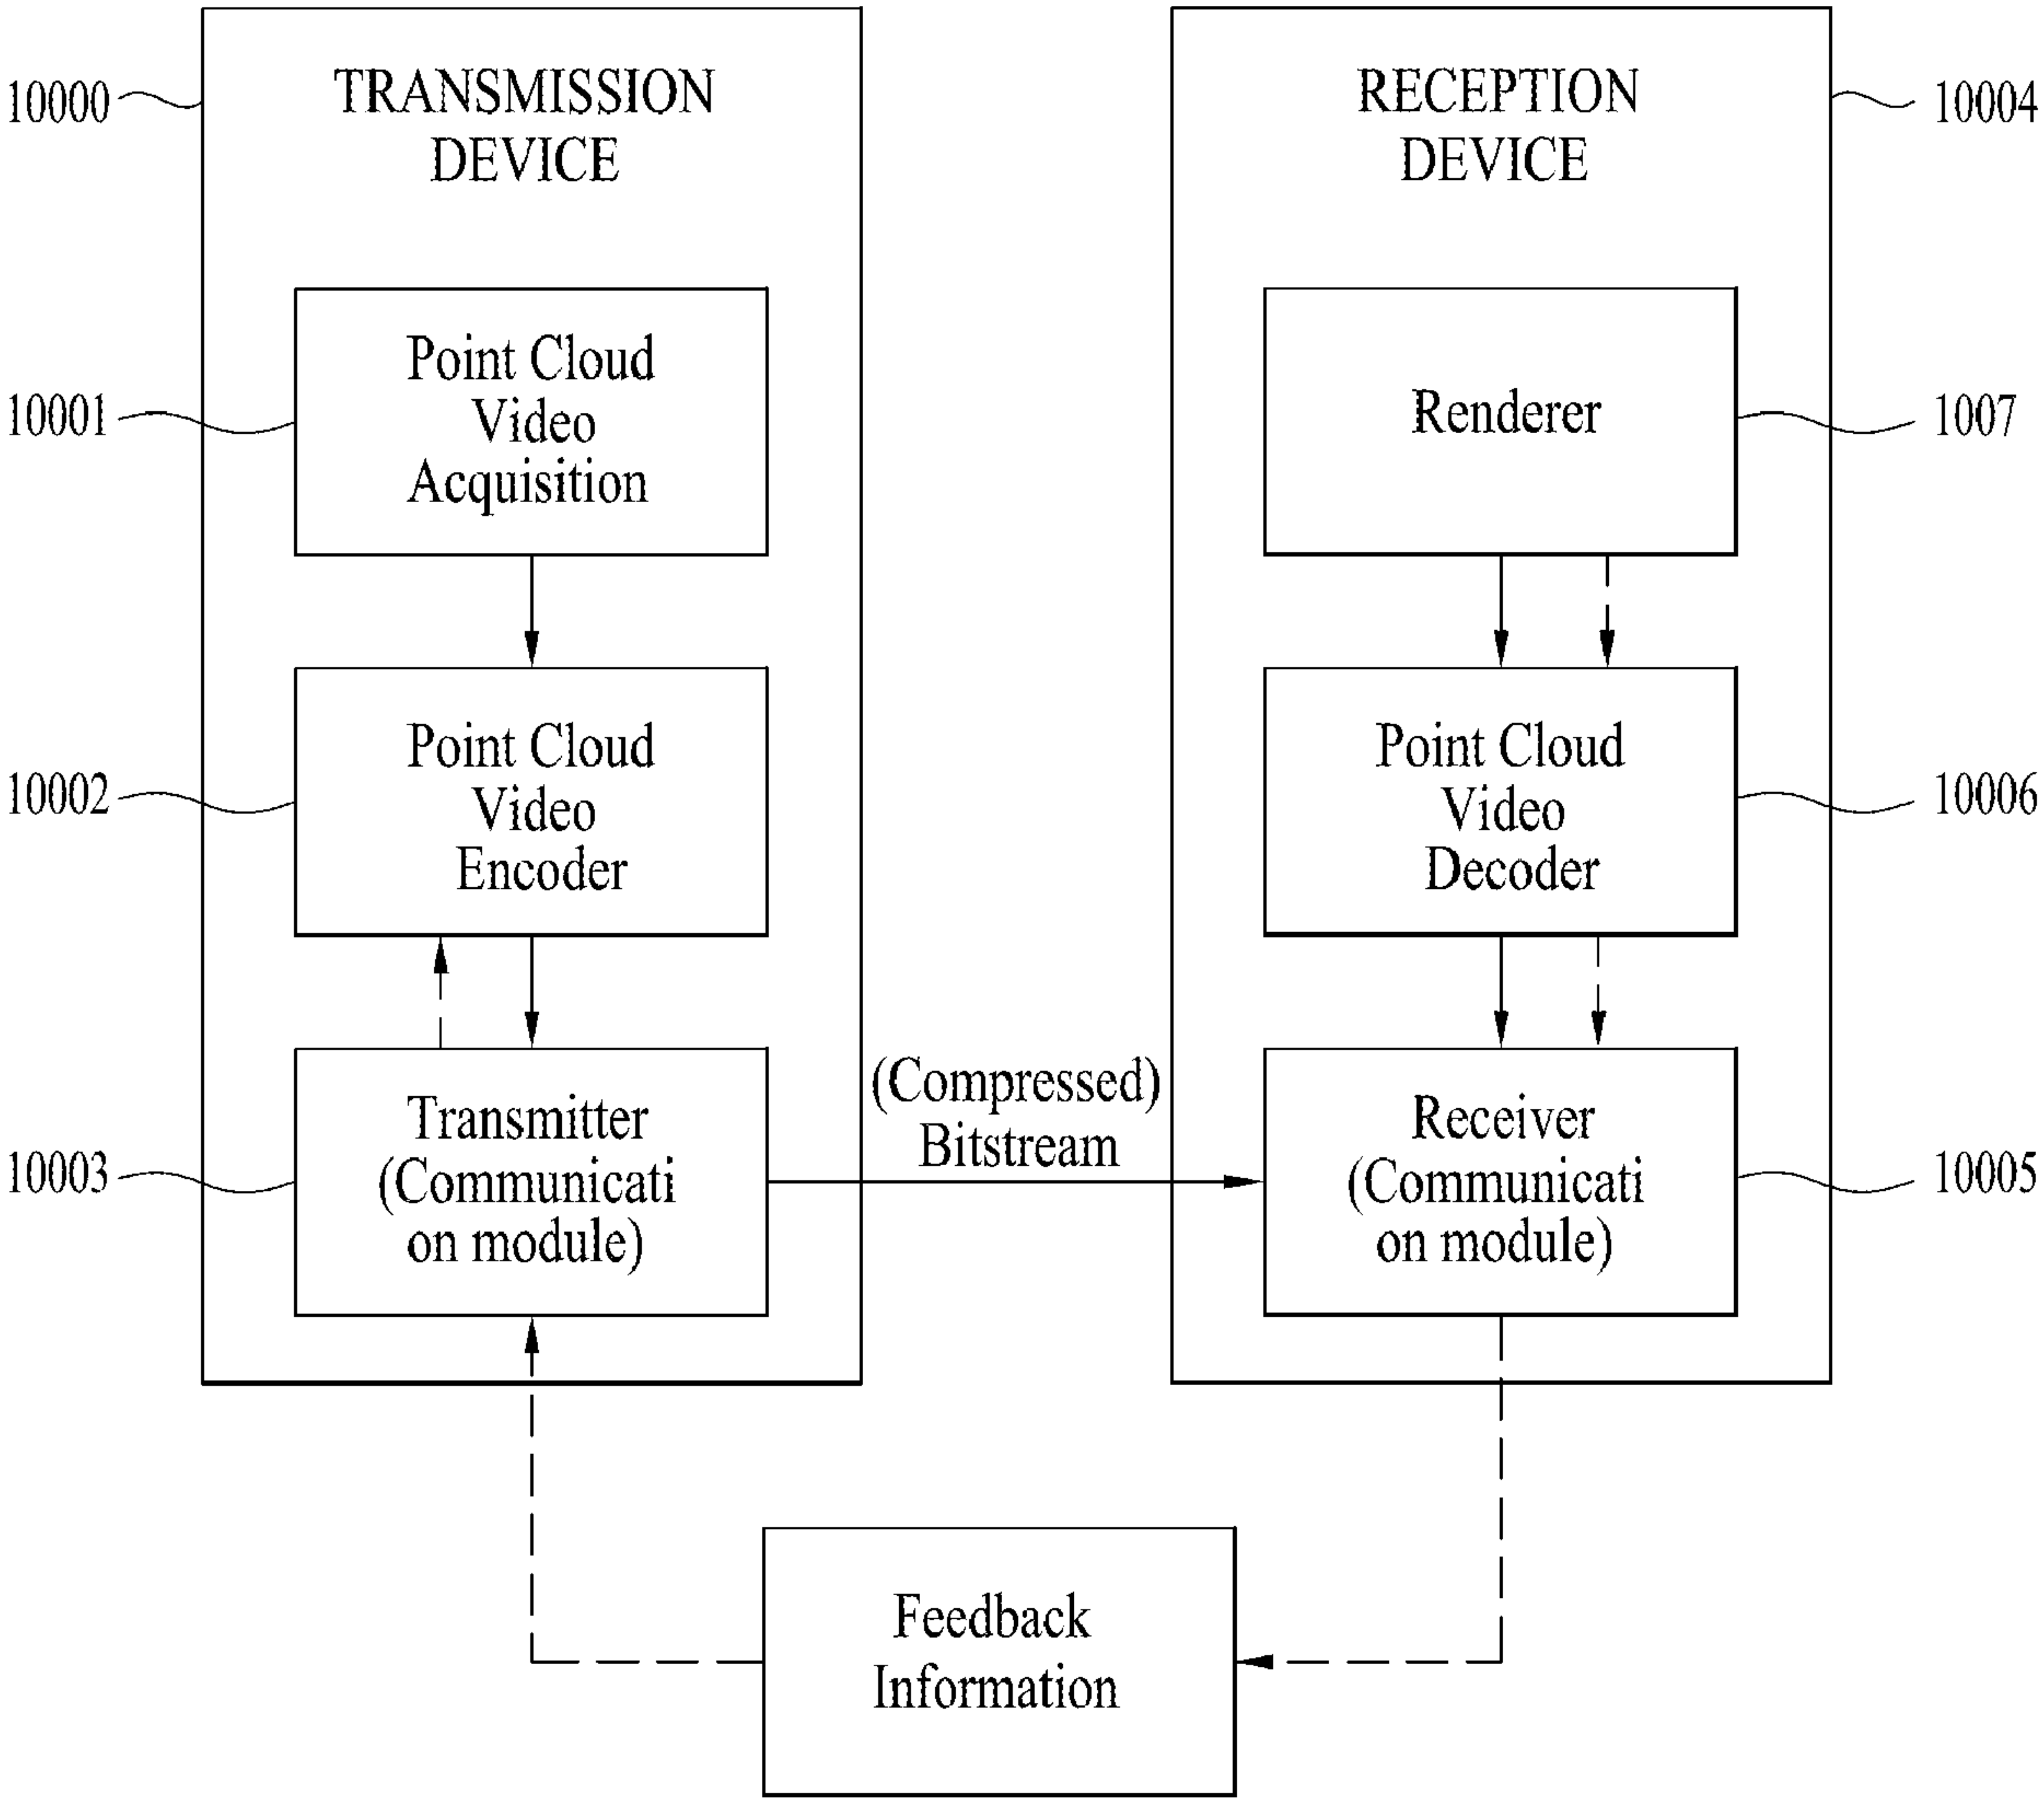 10000
TRANSMISSION
DEVICE
10001
Point Cloud
Video
Acquisition
10002
Point Cloud
Video
Encoder
10003
Transmitter
(Communicati
on module)
(Compressed)
Bitstream
RECEPTION
DEVICE
10004
Renderer
1007
Point Cloud
Video
Decoder
10006
Receiver
(Communicati
on module)
10005
Feedback
Information